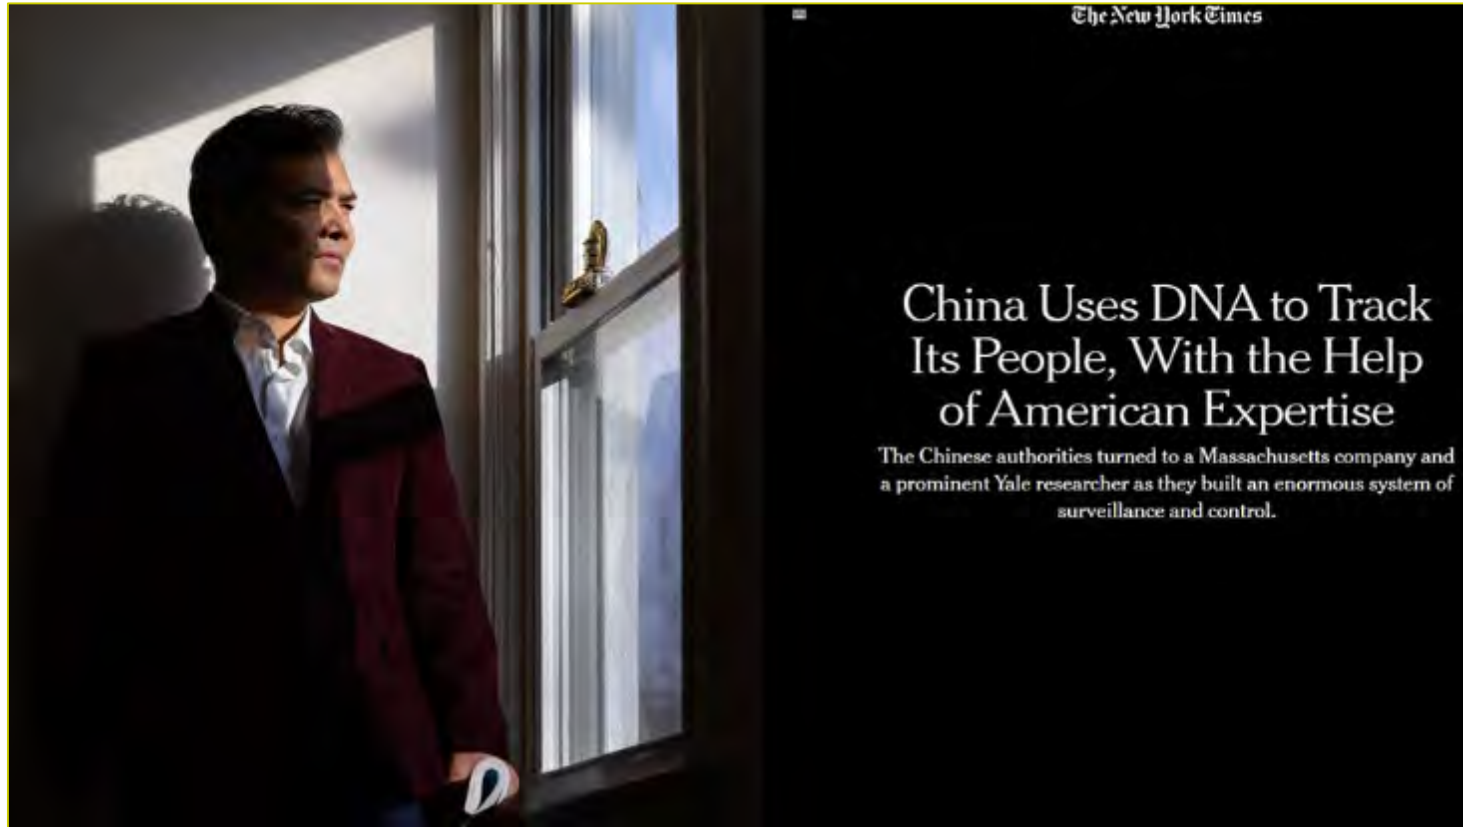 The New York Times
China Uses DNA to Track
Its People, With the Help
of American Expertise
The Chinese authorities turned to a Massachusetts company and
a prominent Yale researcher as they built an enormous system of
surveillance and control.